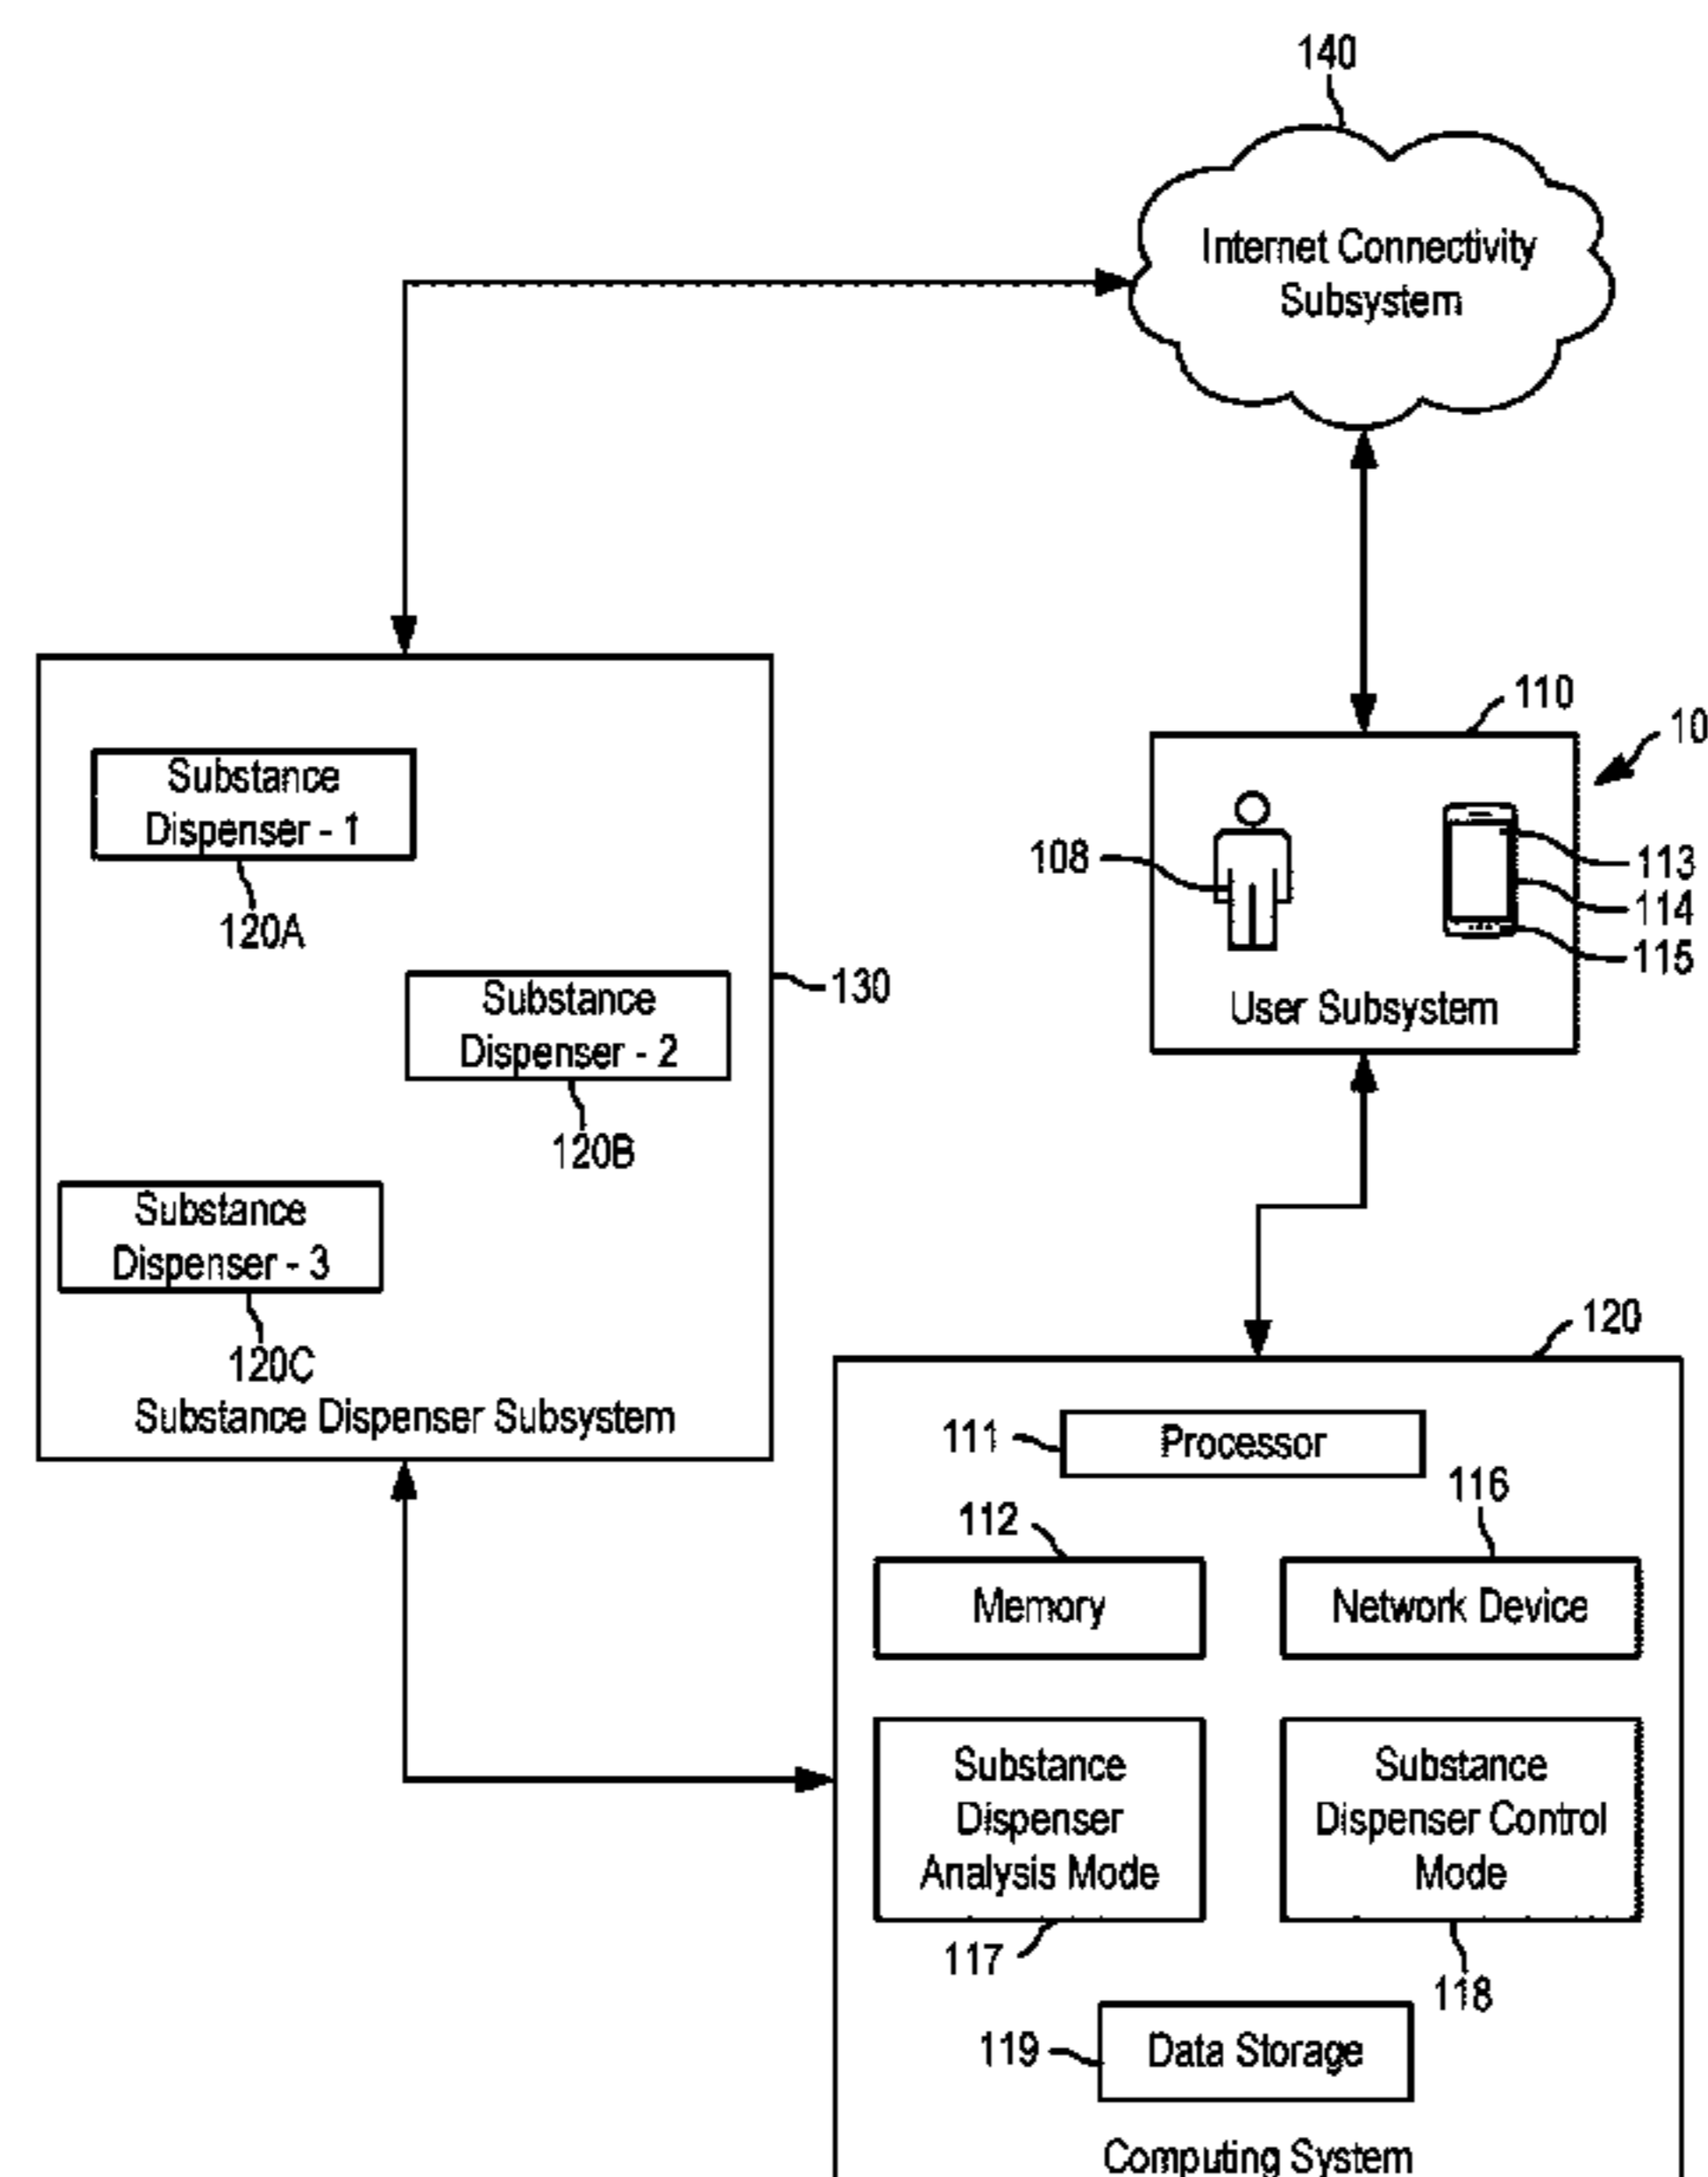 140
Internet Connectivity
Subsystem
110
10
Substance
Dispenser - 1
120A
108
113
114
115
User Subsystem
130
Substance
Dispenser - 2
120B
Substance
Dispenser - 3
120C
Substance Dispenser Subsystem
120
111
Processor
112
116
Memory
Network Device
Substance
Dispenser
Analysis Mode
Substance
Dispenser Control
Mode
117
118
119
Data Storage
Computing System